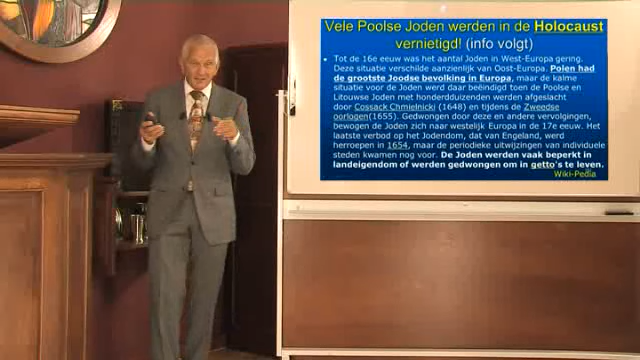 Vele Poolse Joden werden in de Holocaust
vernietigd! (info volgt)
• Tot de 16e eeuw was het aantal Joden in West-Europa gering.
Deze situatie verschilde aanzienlijk van Oost-Europa. Polen had
de grootste Joodse bevolking in Europa, maar de kalme
situatie voor de Joden werd daar beëindigd toen de Poolse en
Litouwse Joden met honderdduizenden werden afgeslacht
door Cossack Chmielnicki (1648) en tijdens de Zweedse
oorlogen(1655). Gedwongen door deze en andere vervolgingen,
bewogen de Joden zich naar westelijk Europa in de 17e eeuw. Het
laatste verbod op het Jodendom, dat van Engeland, werd
herroepen in 1654, maar de periodieke uitwijzingen van individuele
steden kwamen nog voor. De Joden werden vaak beperkt in
landeigendom of werden gedwongen om in getto's te leven.
Wiki-Pedia